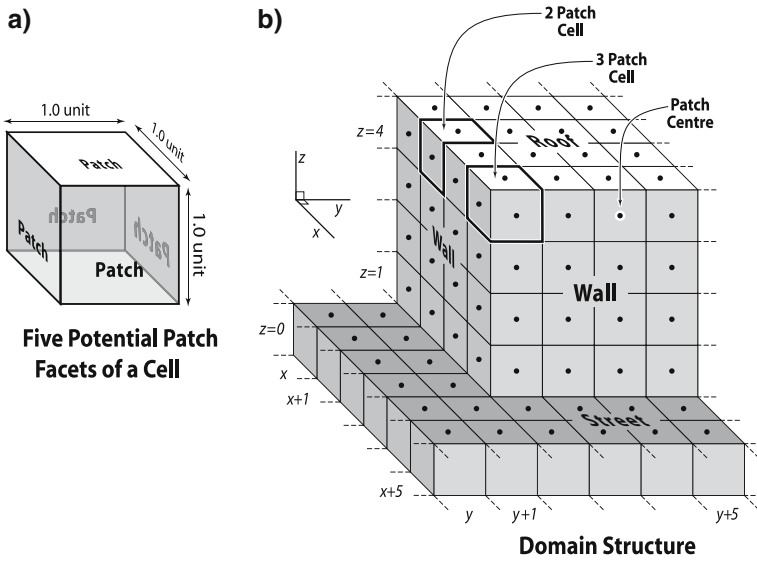 a)
1.0 unit
1.0 unit
1.0 unit
Patch
Patch
Patch
Patch
Patch
Five Potential Patch
Facets of a Cell
b)
2 Patch
Cell
3 Patch
Cell
Patch
Centre
z=4
Roof
z
y
x
Wall
z=1
Wall
z=0
x
x+1
Street
x+5
y
y+1
y+5
Domain Structure